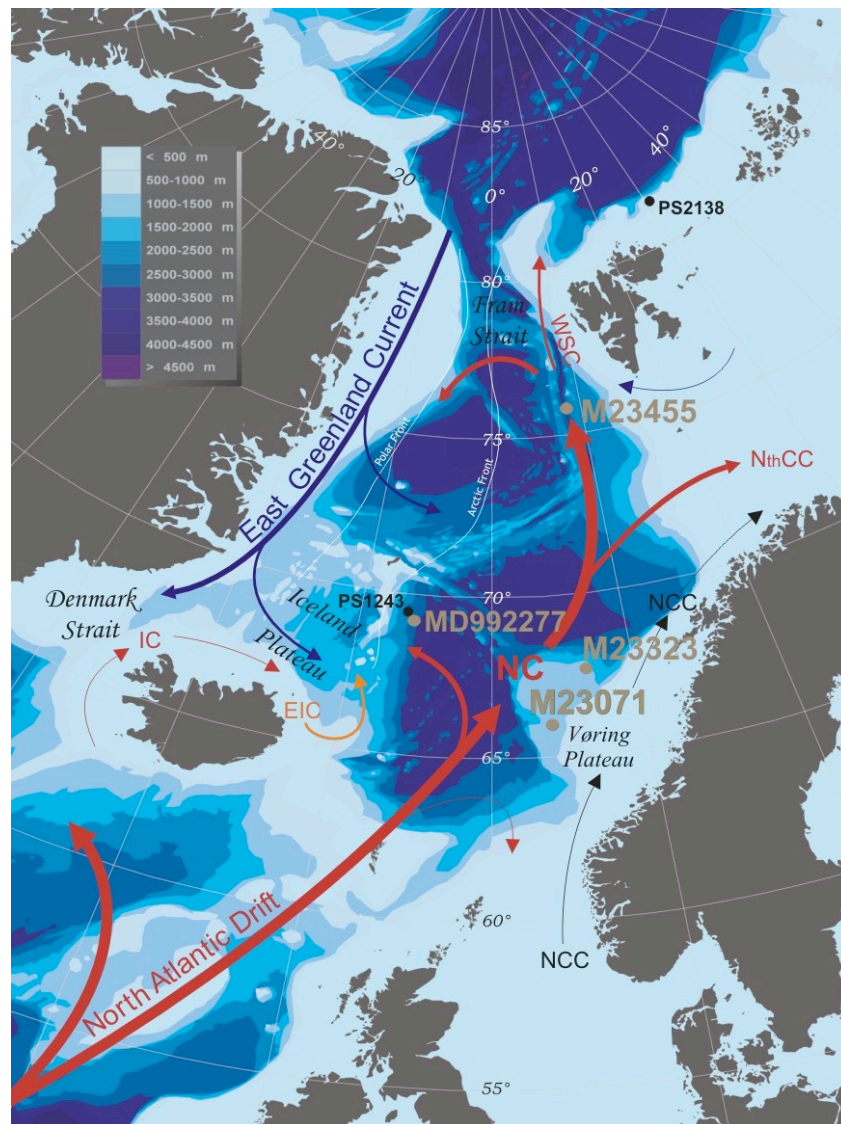 85°
40°
40°
20°
0°
20°
PS2138
< 500 m
500-1000 m
1000-1500 m
1500-2000 m
2000-2500 m
2500-3000 m
3000-3500 m
3500-4000 m
4000-4500 m
> 4500 m
80°
Fram
Strait
WSC
East Greenland Current
Polar Front
Arctic Front
M23455
75°
NthCC
Denmark
Strait
IC
Iceland
Plateau
PS1243
MD992277
70°
NCC
NC
M23323
M23071
EIC
Vøring
Plateau
65°
North Atlantic Drift
60°
NCC
55°